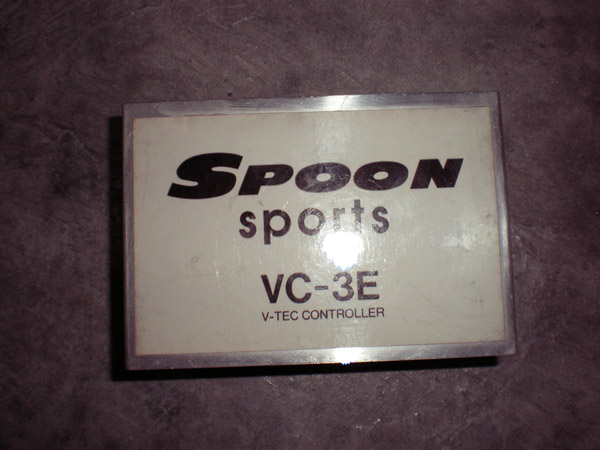 SPOON
sports
VC-3E
V-TEC CONTROLLER